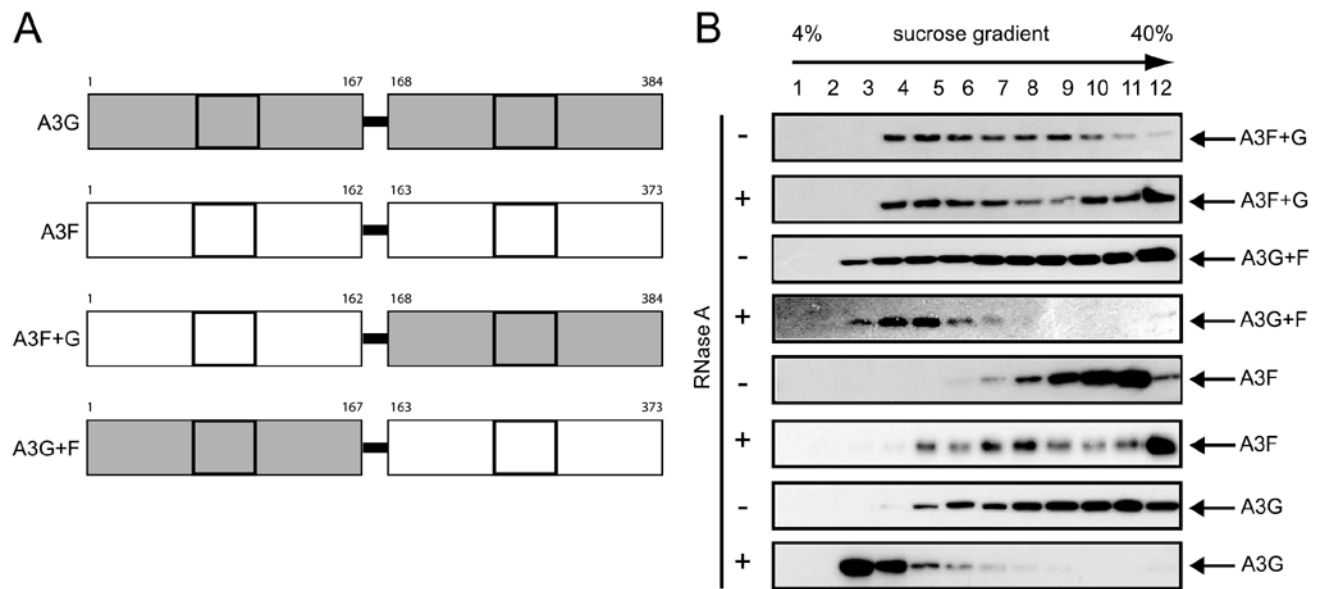 A
1 167 168 384
A3G
1 162 163 373
A3F
1 162 168 384
A3F+G
1 167 163 373
A3G+F
B
4% sucrose gradient 40%
1 2 3 4 5 6 7 8 9 10 11 12
RNase A
- A3F+G
+ A3F+G
- A3G+F
+ A3G+F
- A3F
+ A3F
- A3G
+ A3G